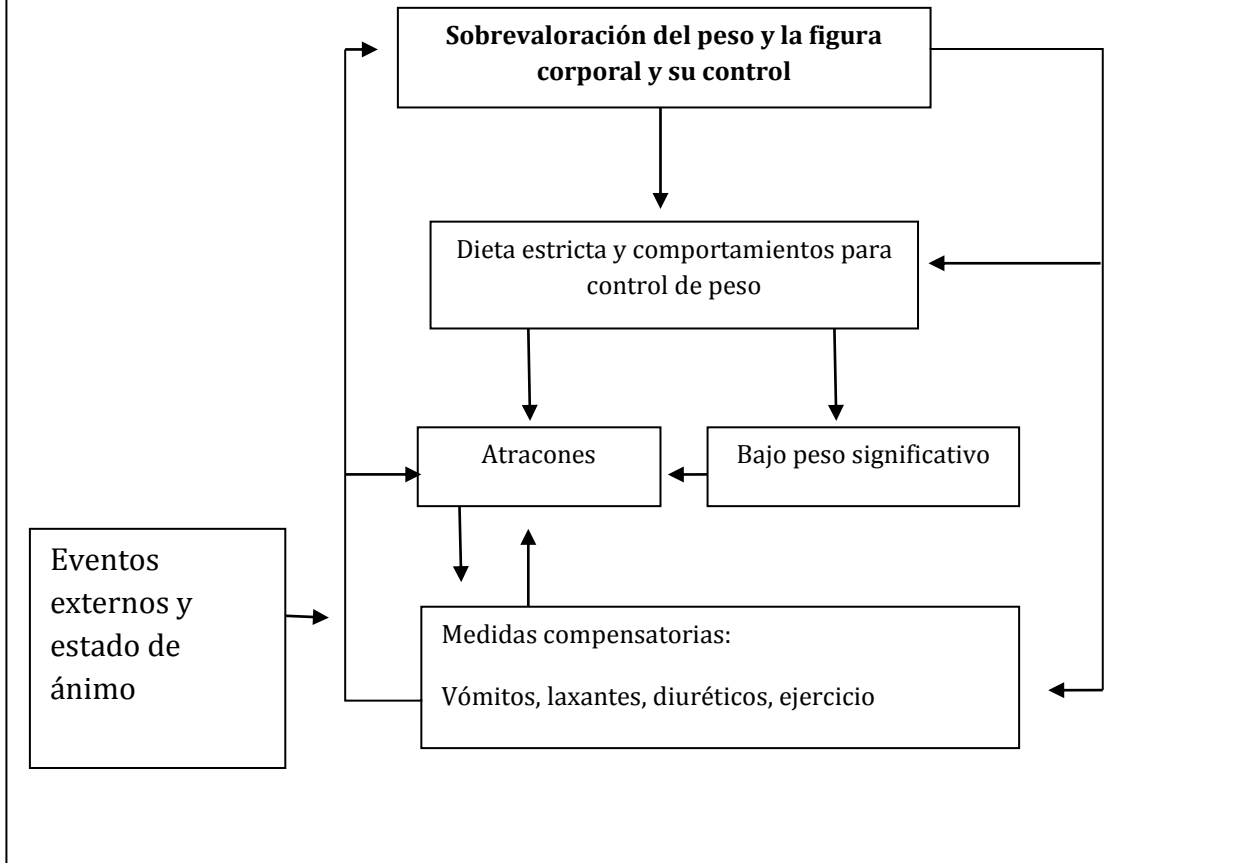 Sobrevaloración del peso y la figura
corporal y su control
Dieta estricta y comportamientos para
control de peso
Atracones
Bajo peso significativo
Eventos
externos y
estado de
ánimo
Medidas compensatorias:
Vómitos, laxantes, diuréticos, ejercicio